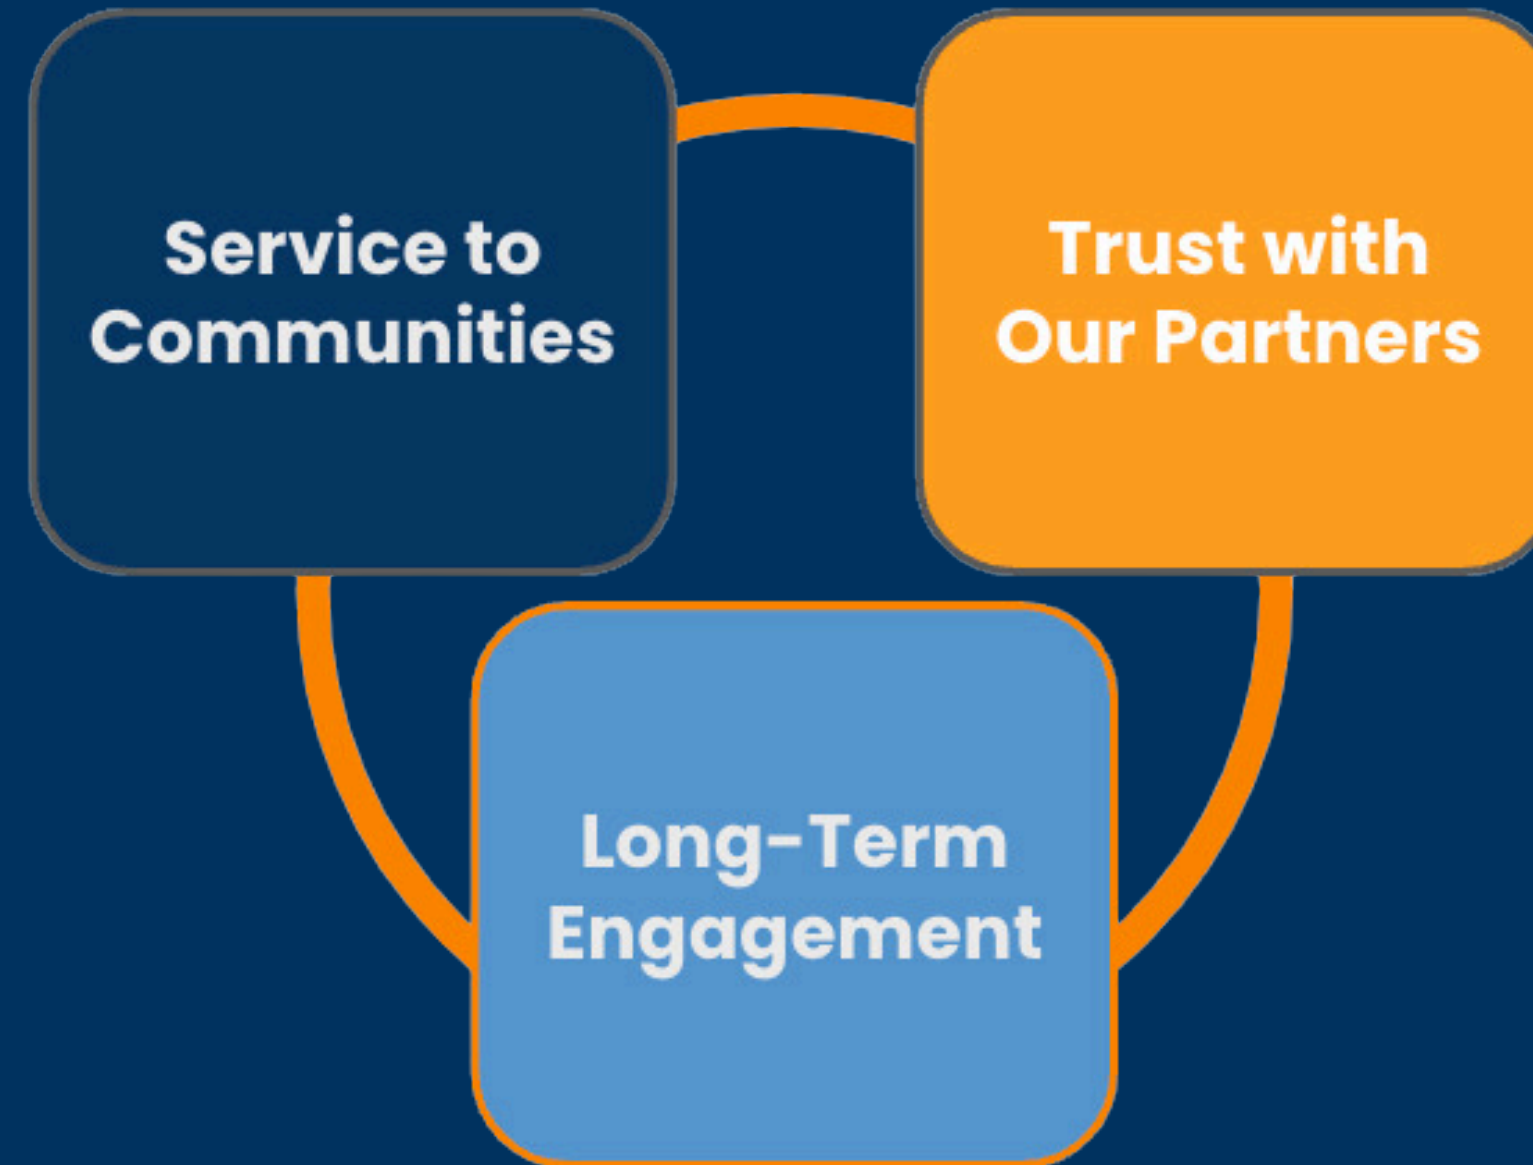 Service to
Communities
Trust with
Our Partners
Long-Term
Engagement